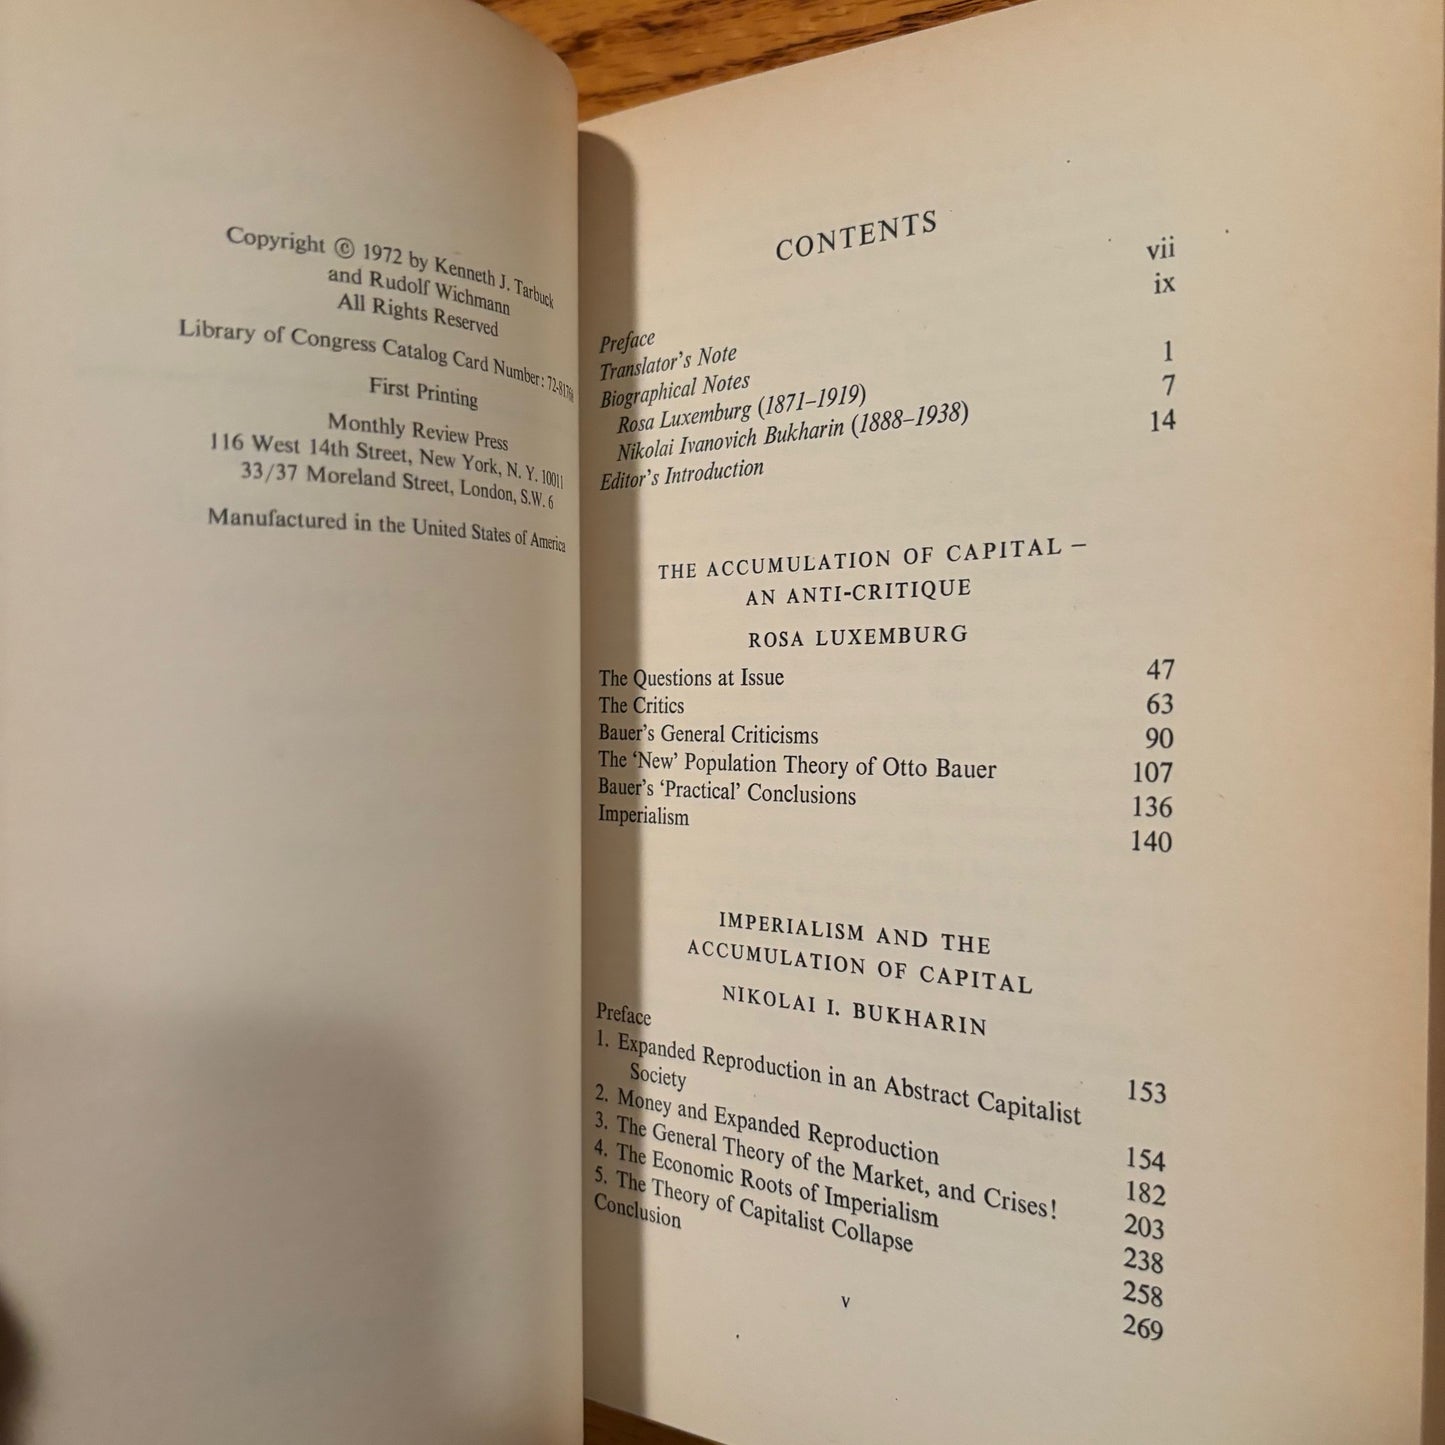 Copyright © 1972 by Kenneth J. Tarbuck
and Rudolf Wichmann
All Rights Reserved
Library of Congress Catalog Card Number: 72-81768
First Printing
Monthly Review Press
116 West 14th Street, New York, N. Y. 10011
33/37 Moreland Street, London, S.W. 6
Manufactured in the United States of America
CONTENTS
Preface vii
Translator's Note ix
Biographical Notes
Rosa Luxemburg (1871–1919) 1
Nikolai Ivanovich Bukharin (1888–1938) 7
Editor's Introduction 14
THE ACCUMULATION OF CAPITAL –
AN ANTI-CRITIQUE
ROSA LUXEMBURG
The Questions at Issue 47
The Critics 63
Bauer's General Criticisms 90
The ‘New’ Population Theory of Otto Bauer 107
Bauer's ‘Practical’ Conclusions 136
Imperialism 140
IMPERIALISM AND THE
ACCUMULATION OF CAPITAL
NIKOLAI I. BUKHARIN
Preface 153
1. Expanded Reproduction in an Abstract Capitalist
Society 154
2. Money and Expanded Reproduction 182
3. The General Theory of the Market, and Crises! 203
4. The Economic Roots of Imperialism 238
5. The Theory of Capitalist Collapse 258
Conclusion 269
v